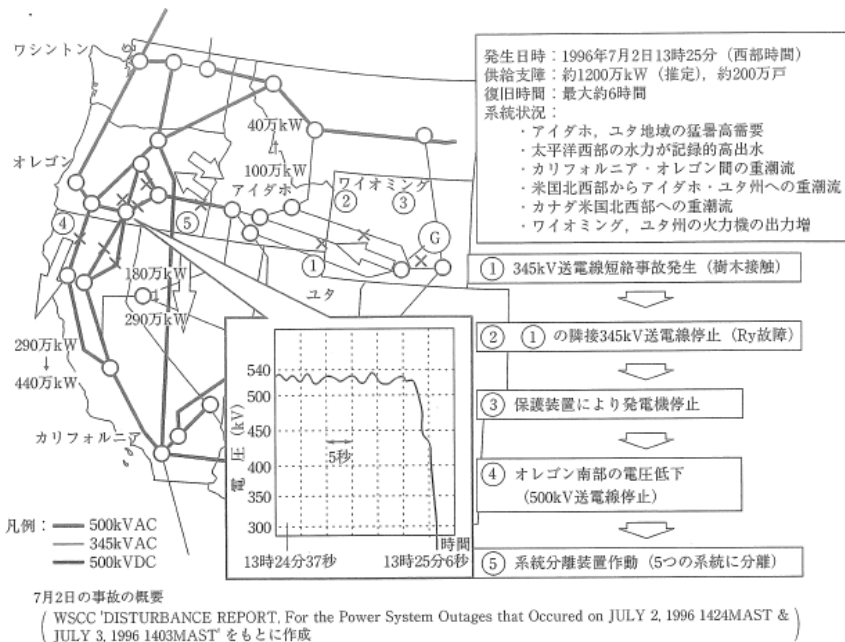 ワシントン
オレゴン
カリフォルニア
アイダホ
ワイオミング
ユタ
40万kW
100万kW
180万kW
290万kW
290万kW
440万kW
①
②
③
④
⑤
G
発生日時：1996年7月2日13時25分（西部時間）
供給支障：約1200万kW（推定），約200万戸
復旧時間：最大約6時間
系統状況：
・アイダホ，ユタ地域の猛暑高需要
・太平洋西部の水力が記録的高出水
・カリフォルニア・オレゴン間の重潮流
・米国北西部からアイダホ・ユタ州への重潮流
・カナダ米国北西部への重潮流
・ワイオミング，ユタ州の火力機の出力増
① 345kV送電線短絡事故発生（樹木接触）
② ①の隣接345kV送電線停止（Ry故障）
③ 保護装置により発電機停止
④ オレゴン南部の電圧低下
（500kV送電線停止）
⑤ 系統分離装置作動（5つの系統に分離）
電圧(kV)
540
500
450
400
350
300
5秒
時間
13時24分37秒
13時25分6秒
凡例：
500kVAC
345kVAC
500kVDC
7月2日の事故の概要
WSCC 'DISTURBANCE REPORT, For the Power System Outages that Occured on JULY 2, 1996 1424MAST &
JULY 3, 1996 1403MAST' をもとに作成